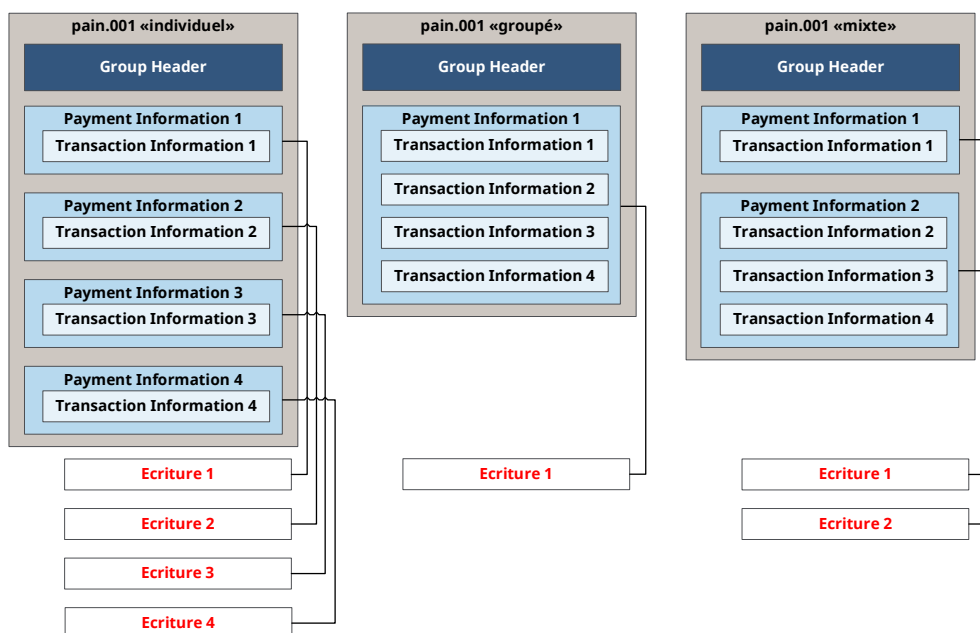 pain.001 «individuel»
Group Header
Payment Information 1
Transaction Information 1
Payment Information 2
Transaction Information 2
Payment Information 3
Transaction Information 3
Payment Information 4
Transaction Information 4
Ecriture 1
Ecriture 2
Ecriture 3
Ecriture 4
pain.001 «groupé»
Group Header
Payment Information 1
Transaction Information 1
Transaction Information 2
Transaction Information 3
Transaction Information 4
Ecriture 1
pain.001 «mixte»
Group Header
Payment Information 1
Transaction Information 1
Payment Information 2
Transaction Information 2
Transaction Information 3
Transaction Information 4
Ecriture 1
Ecriture 2